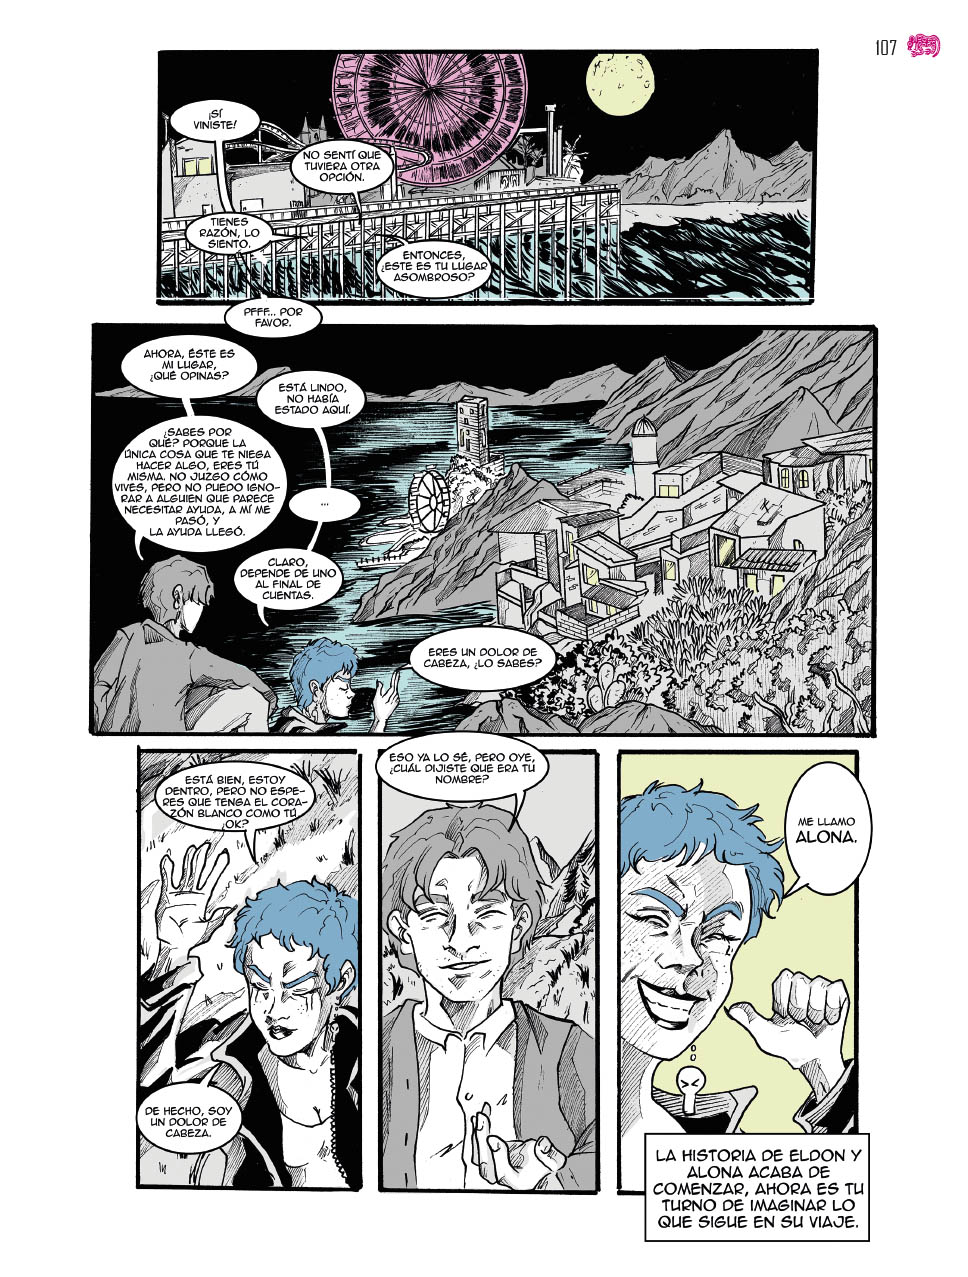 107
¡SÍ
VINISTE!
NO SENTÍ QUE
TUVIERA OTRA
OPCIÓN.
TIENES
RAZÓN, LO
SIENTO.
ENTONCES,
¿ESTE ES TU LUGAR
ASOMBROSO?
PFFF... POR
FAVOR.
AHORA, ÉSTE ES
MI LUGAR,
¿QUÉ OPINAS?
ESTÁ LINDO,
NO HABÍA
ESTADO AQUÍ.
¿SABES POR
QUÉ? PORQUE LA
ÚNICA COSA QUE TE NIEGA
HACER ALGO, ERES TÚ
MISMA. NO JUZGO CÓMO
VIVES, PERO NO PUEDO IGNO-
RAR A ALGUIEN QUE PARECE
NECESITAR AYUDA, A MÍ ME
PASÓ, Y
LA AYUDA LLEGÓ.
...
CLARO,
DEPENDE DE UNO
AL FINAL DE
CUENTAS.
ERES UN DOLOR DE
CABEZA, ¿LO SABES?
ESTÁ BIEN, ESTOY
DENTRO, PERO NO ESPE-
RES QUE TENGA EL CORA-
ZÓN BLANCO COMO TÚ
¿OK?
DE HECHO, SOY
UN DOLOR DE
CABEZA.
ESO YA LO SÉ, PERO OYE,
¿CUÁL DIJISTE QUE ERA TU
NOMBRE?
ME LLAMO
ALONA.
LA HISTORIA DE ELDON Y
ALONA ACABA DE
COMENZAR, AHORA ES TU
TURNO DE IMAGINAR LO
QUE SIGUE EN SU VIAJE.